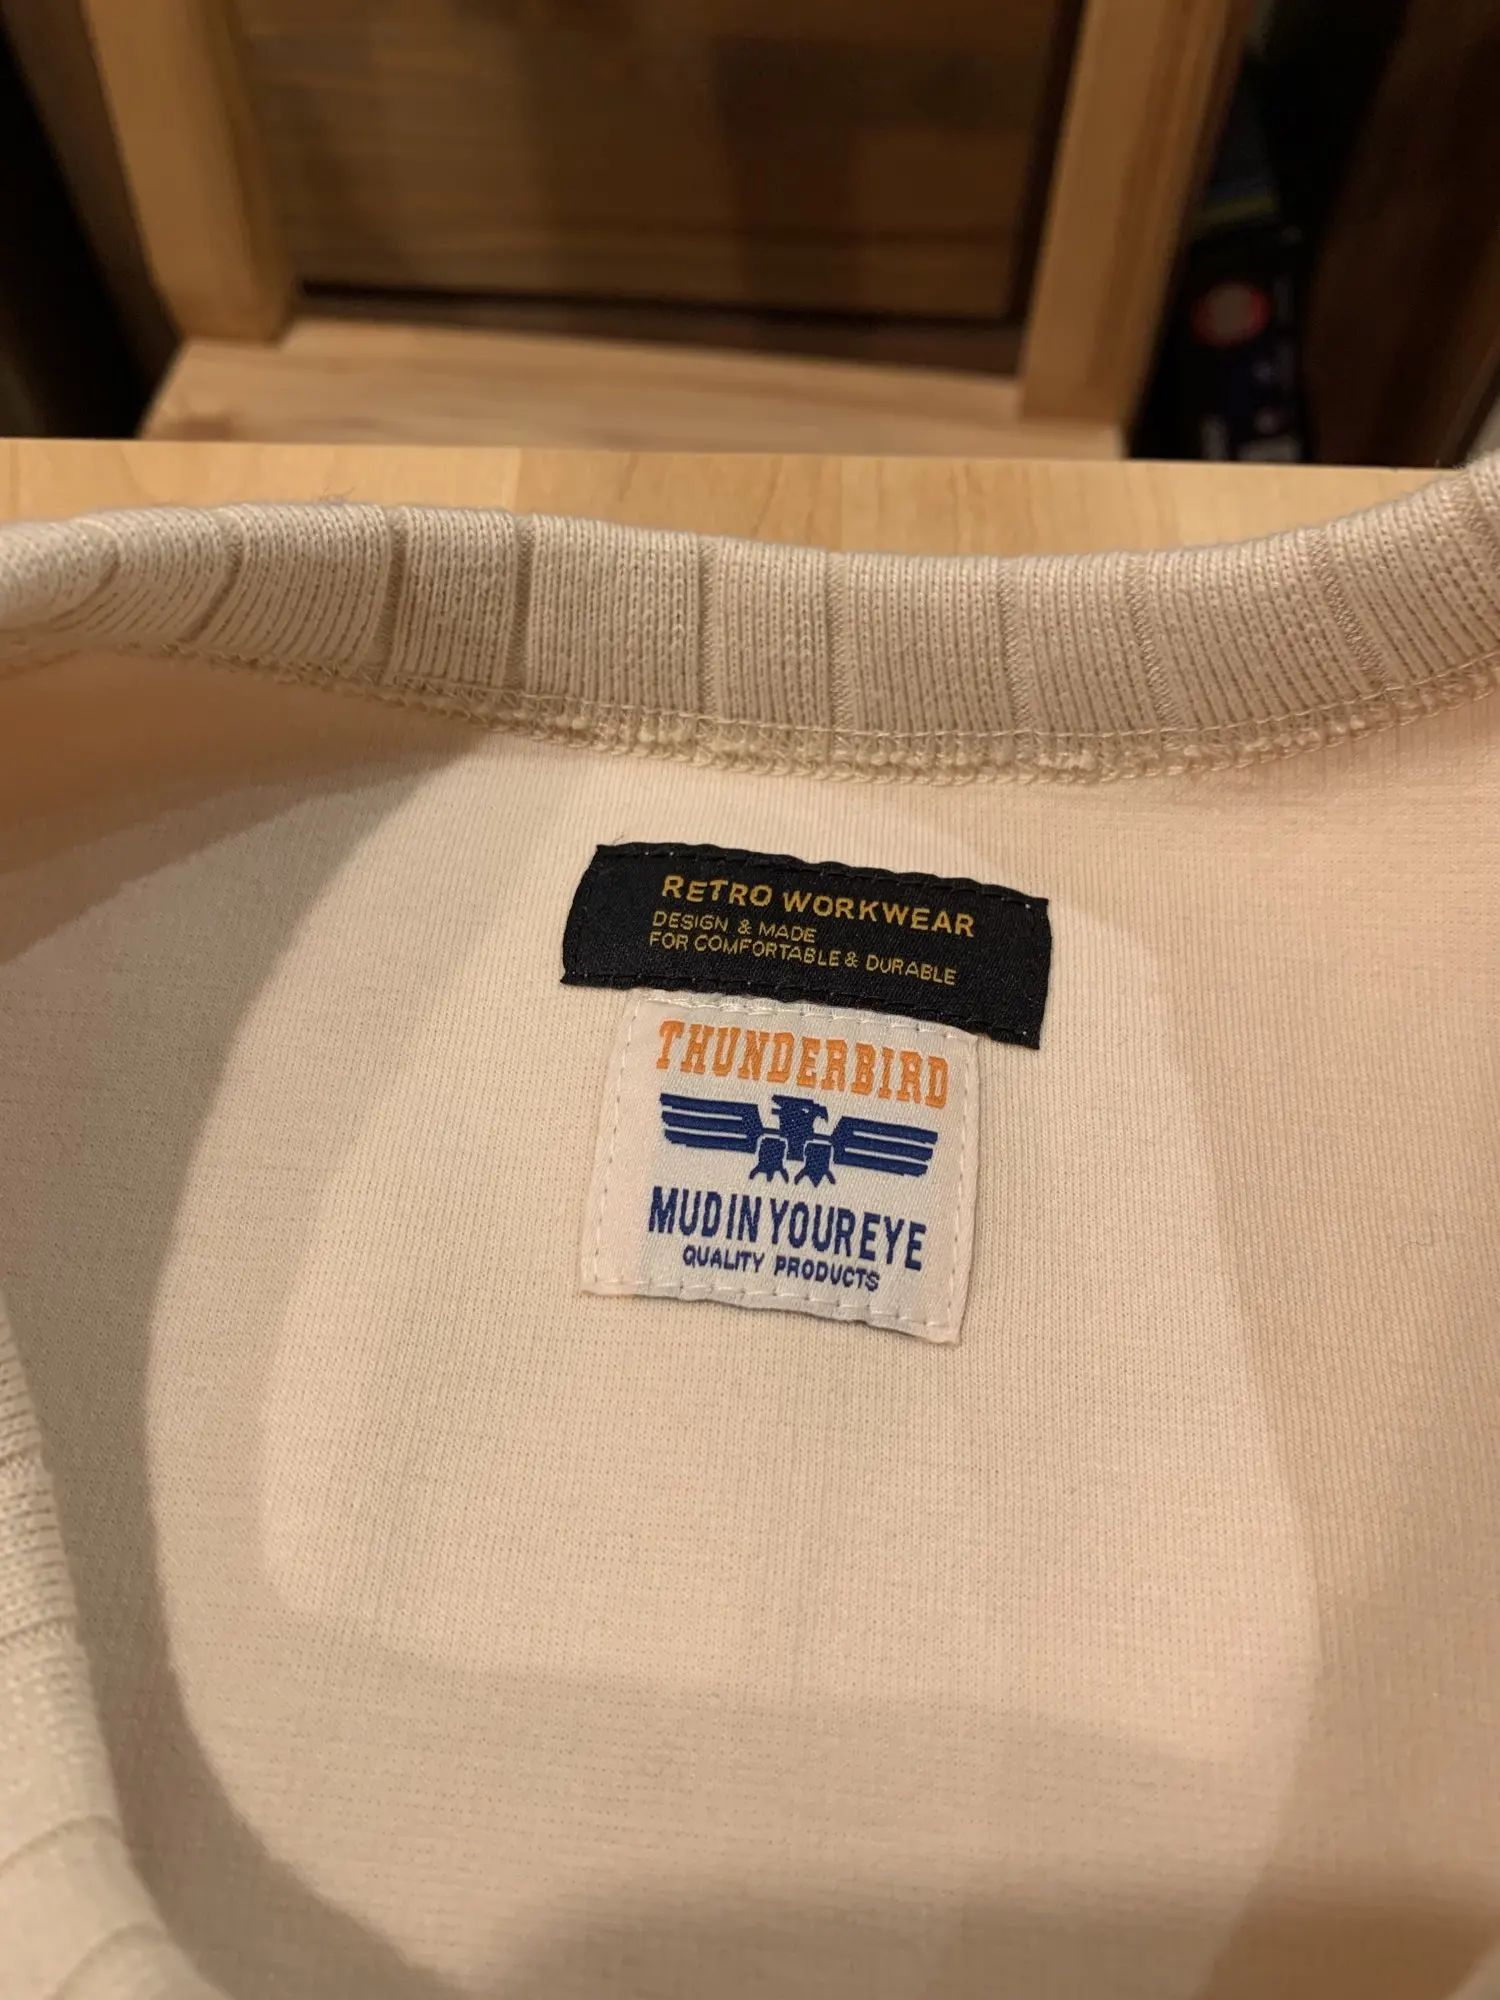 RETRO WORKWEAR
DESIGN & MADE
FOR COMFORTABLE & DURABLE
THUNDERBIRD
MUD IN YOUR EYE
QUALITY PRODUCTS